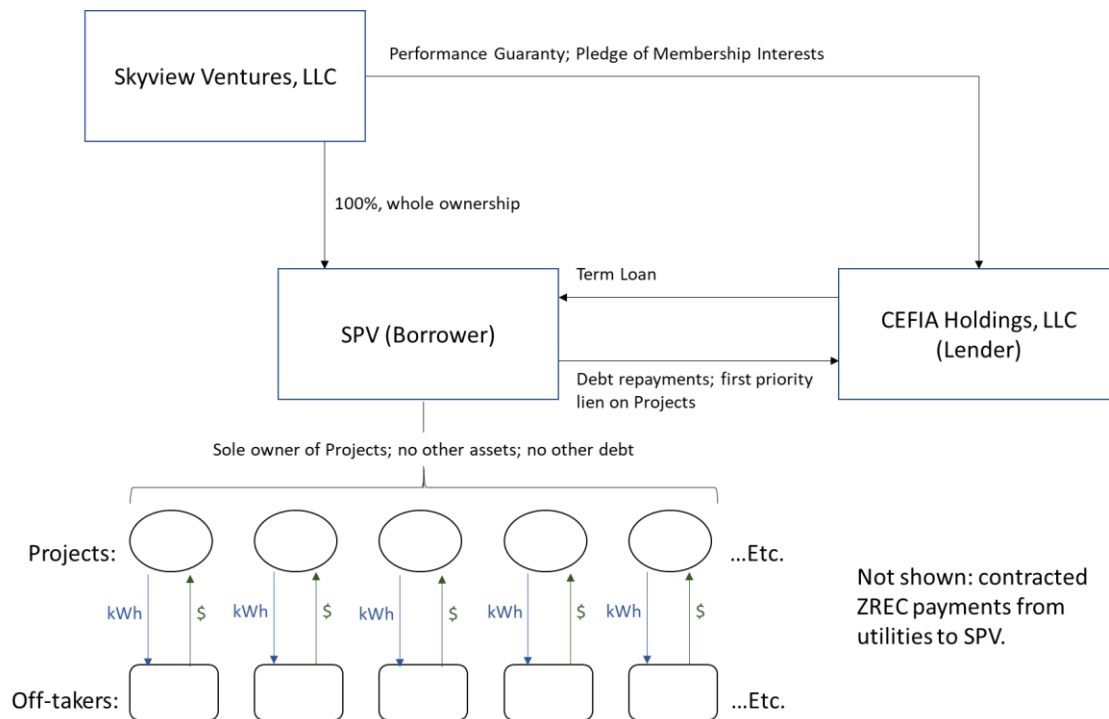 Skyview Ventures, LLC
Performance Guaranty; Pledge of Membership Interests
100%, whole ownership
SPV (Borrower)
Term Loan
CEFIA Holdings, LLC
(Lender)
Debt repayments; first priority
lien on Projects
Sole owner of Projects; no other assets; no other debt
Projects:
...Etc.
kWh $ kWh $ kWh $ kWh $ kWh $
Not shown: contracted
ZREC payments from
utilities to SPV.
Off-takers:
...Etc.